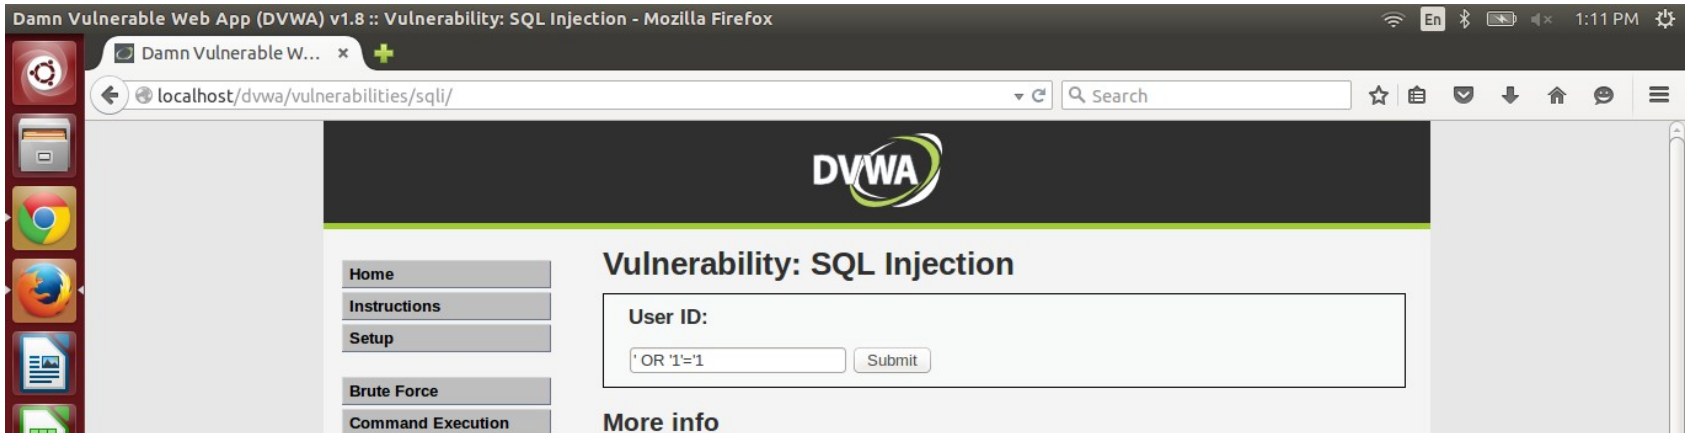 Damn Vulnerable Web App (DVWA) v1.8 :: Vulnerability: SQL Injection - Mozilla Firefox
En
1:11 PM
Damn Vulnerable W...
localhost/dvwa/vulnerabilities/sqli/
Search
DVWA
Vulnerability: SQL Injection
Home
Instructions
Setup
Brute Force
Command Execution
User ID:
' OR '1'='1
Submit
More info